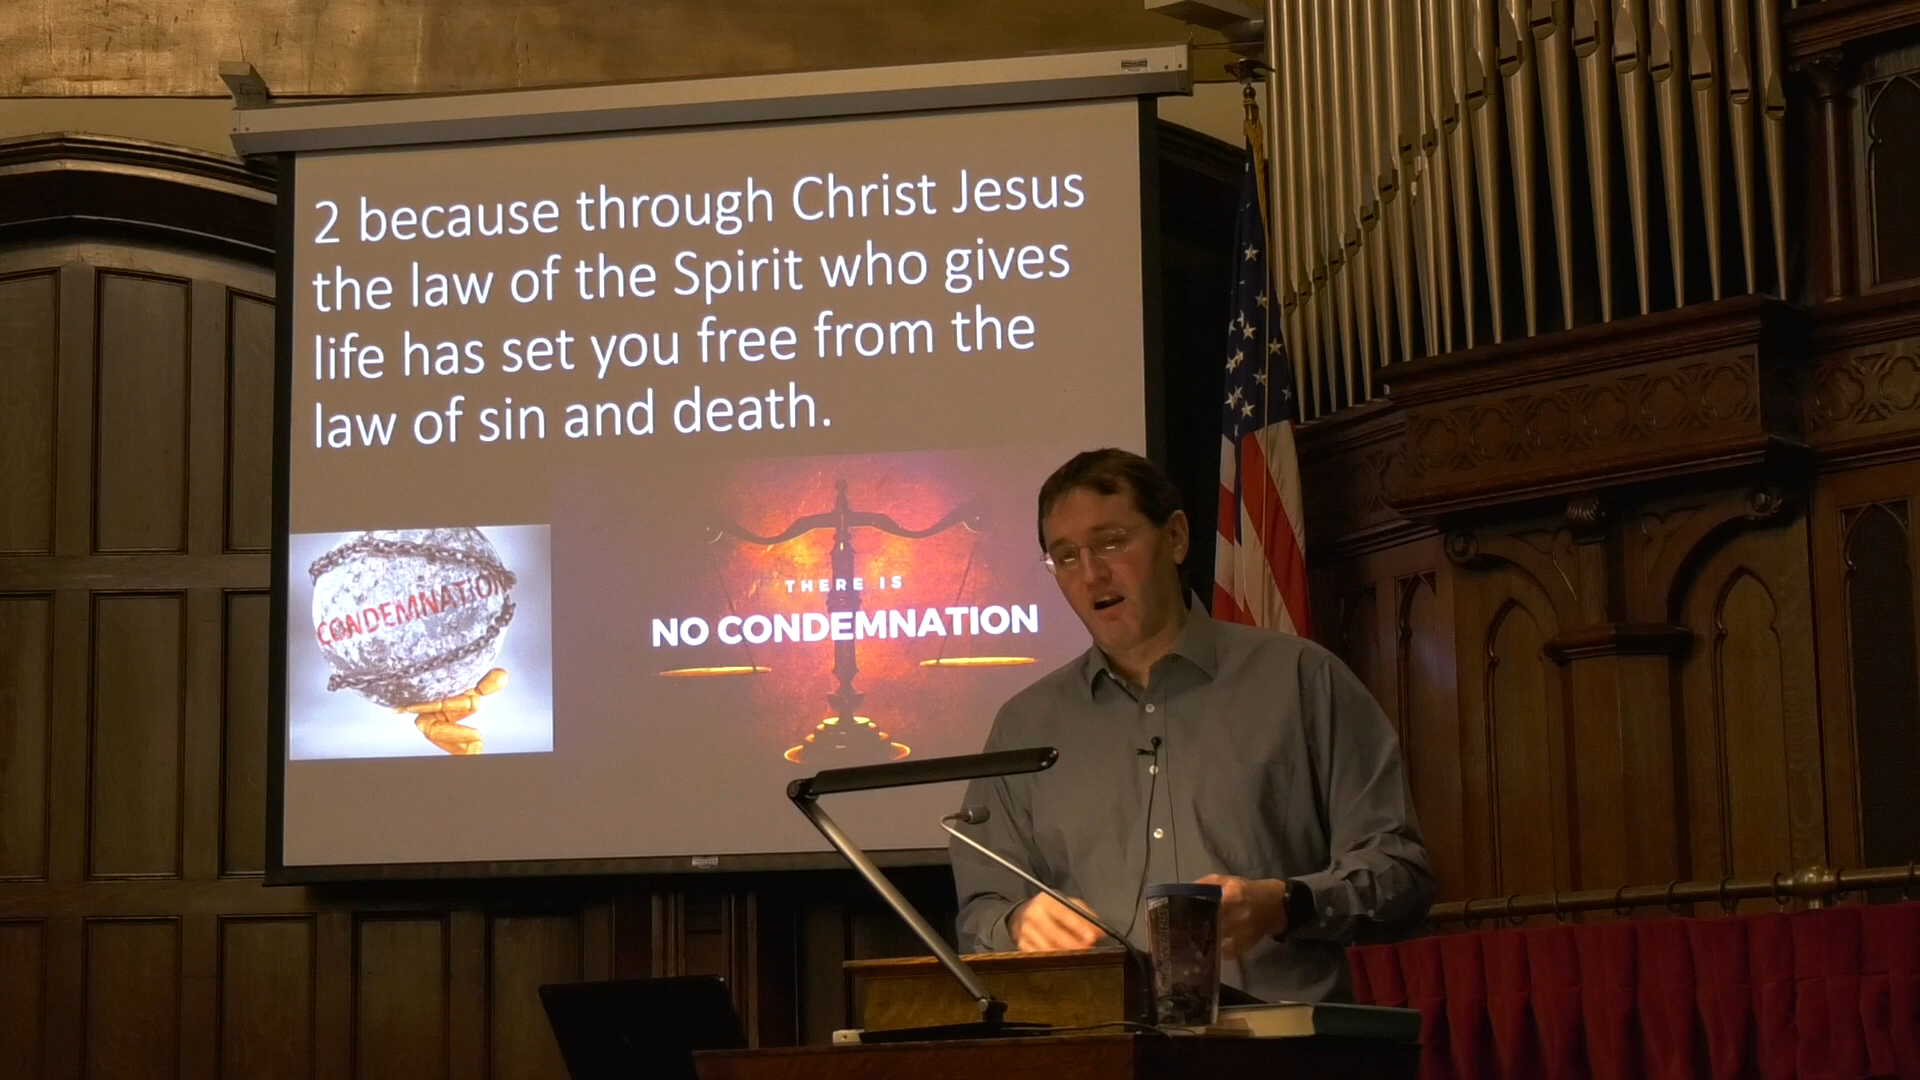 2 because through Christ Jesus
the law of the Spirit who gives
life has set you free from the
law of sin and death.
CONDEMNATION
THERE IS
NO CONDEMNATION